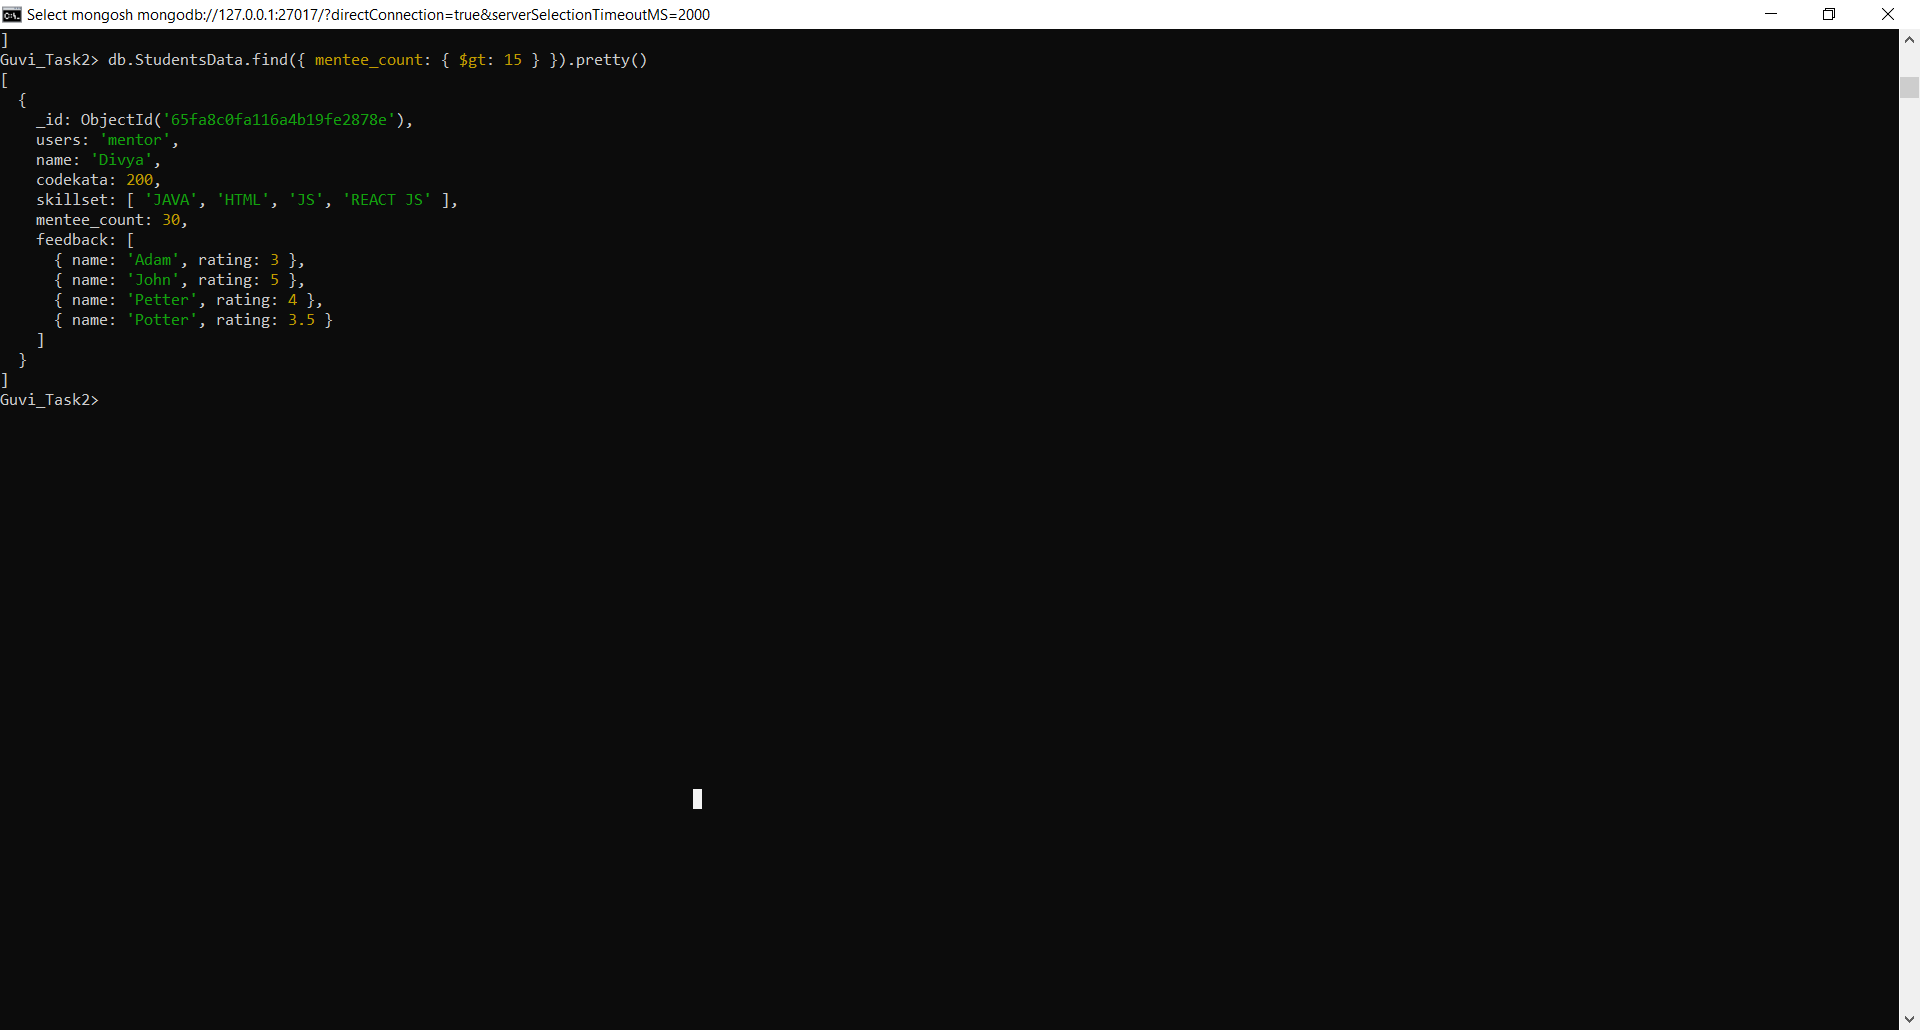 Select mongosh mongodb://127.0.0.1:27017/?directConnection=true&serverSelectionTimeoutMS=2000
]
Guvi_Task2> db.StudentsData.find({ mentee_count: { $gt: 15 } }).pretty()
[
  {
    _id: ObjectId('65fa8c0fa116a4b19fe2878e'),
    users: 'mentor',
    name: 'Divya',
    codekata: 200,
    skillset: [ 'JAVA', 'HTML', 'JS', 'REACT JS' ],
    mentee_count: 30,
    feedback: [
      { name: 'Adam', rating: 3 },
      { name: 'John', rating: 5 },
      { name: 'Petter', rating: 4 },
      { name: 'Potter', rating: 3.5 }
    ]
  }
]
Guvi_Task2>